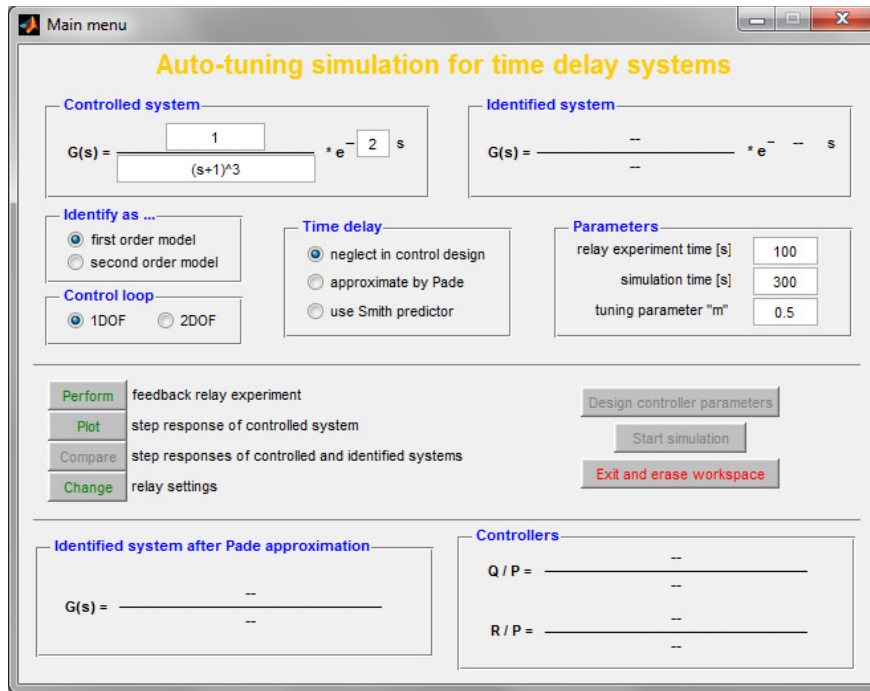 Main menu
Auto-tuning simulation for time delay systems
Controlled system
1
G(s) = * e – 2 s
(s+1)^3
Identified system
--
G(s) = * e – -- s
--
Identify as ...
first order model
second order model
Control loop
1DOF 2DOF
Time delay
neglect in control design
approximate by Pade
use Smith predictor
Parameters
relay experiment time [s] 100
simulation time [s] 300
tuning parameter "m" 0.5
Perform feedback relay experiment
Plot step response of controlled system
Compare step responses of controlled and identified systems
Change relay settings
Design controller parameters
Start simulation
Exit and erase workspace
Identified system after Pade approximation
--
G(s) =
--
Controllers
--
Q / P =
--
--
R / P =
--